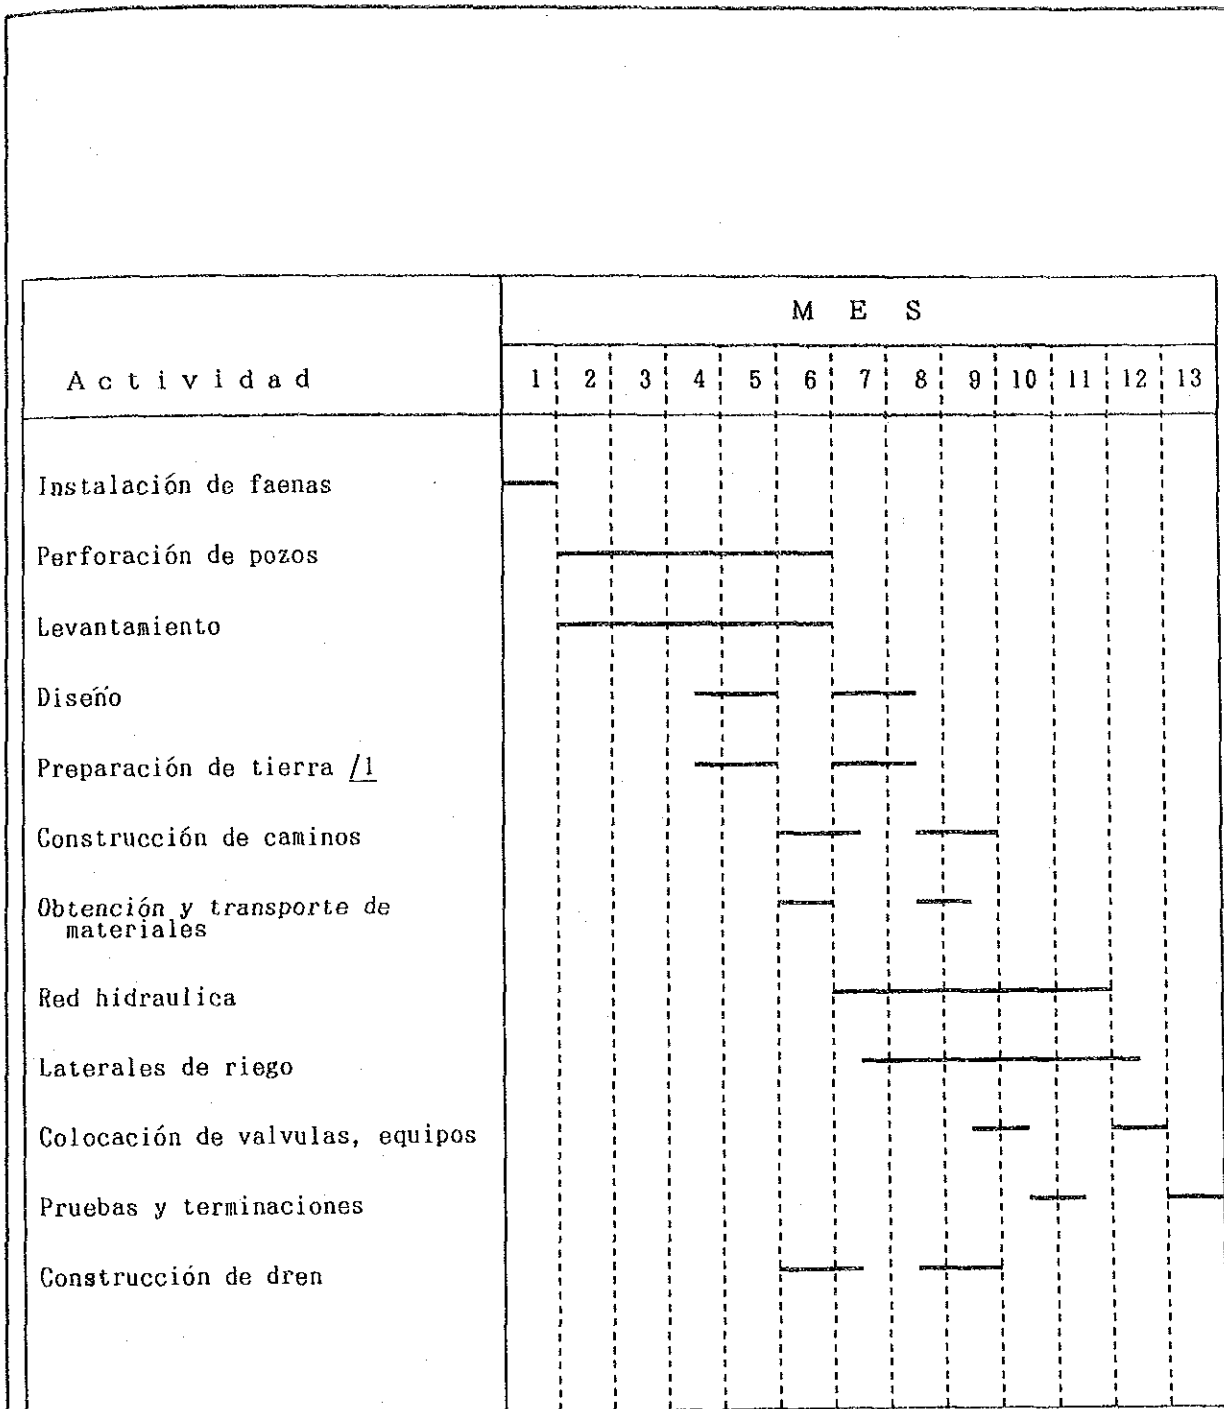 M E S
Actividad
1 2 3 4 5 6 7 8 9 10 11 12 13
Instalación de faenas
Perforación de pozos
Levantamiento
Diseño
Preparación de tierra /1
Construcción de caminos
Obtención y transporte de
materiales
Red hidraulica
Laterales de riego
Colocación de valvulas, equipos
Pruebas y terminaciones
Construcción de dren